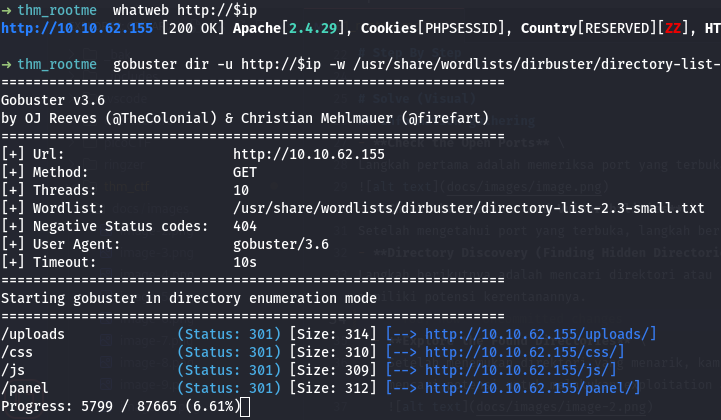 → thm_rootme whatweb http://$ip
http://10.10.62.155 [200 OK] Apache[2.4.29], Cookies[PHPSESSID], Country[RESERVED][ZZ], HT
→ thm_rootme gobuster dir -u http://$ip -w /usr/share/wordlists/dirbuster/directory-list-
===============================================================
Gobuster v3.6
by OJ Reeves (@TheColonial) & Christian Mehlmauer (@firefart)
===============================================================
[+] Url: http://10.10.62.155
[+] Method: GET
[+] Threads: 10
[+] Wordlist: /usr/share/wordlists/dirbuster/directory-list-2.3-small.txt
[+] Negative Status codes: 404
[+] User Agent: gobuster/3.6
[+] Timeout: 10s
===============================================================
Starting gobuster in directory enumeration mode
===============================================================
/uploads (Status: 301) [Size: 314] [--> http://10.10.62.155/uploads/]
/css (Status: 301) [Size: 310] [--> http://10.10.62.155/css/]
/js (Status: 301) [Size: 309] [--> http://10.10.62.155/js/]
/panel (Status: 301) [Size: 312] [--> http://10.10.62.155/panel/]
Progress: 5799 / 87665 (6.61%)